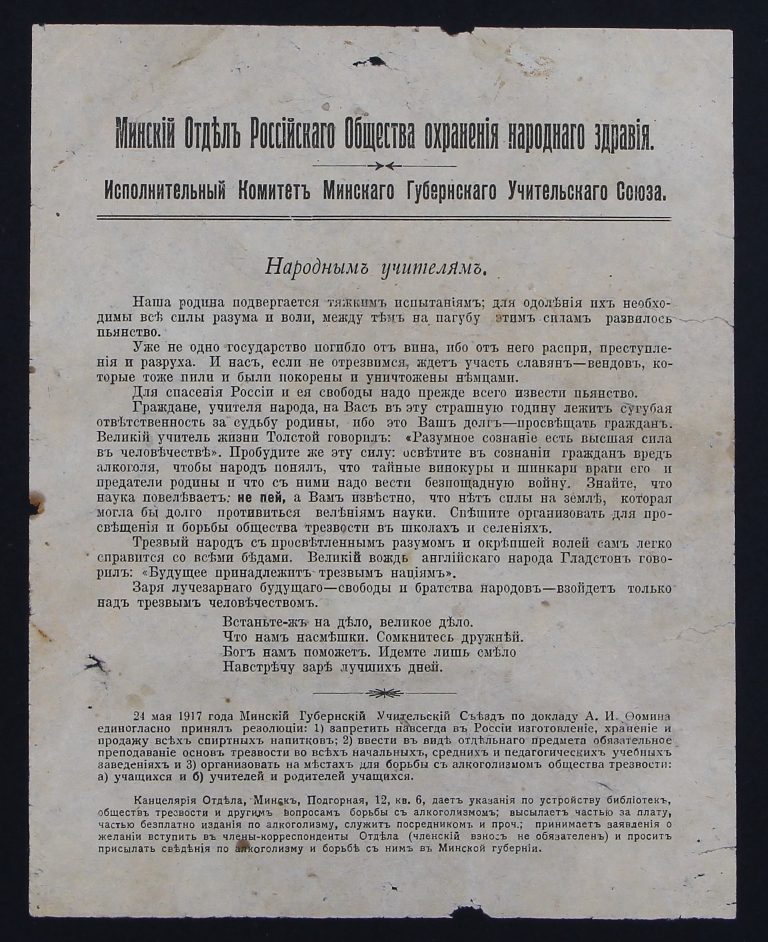 Минскій Отдѣлъ Россійскаго Общества охраненія народнаго здравія.
Исполнительный Комитетъ Минскаго Губернскаго Учительскаго Союза.
Народнымъ учителямъ.
Наша родина подвергается тяжкимъ испытаніямъ; для одолѣнія ихъ необхо-
димы всѣ силы разума и воли, между тѣмъ на пагубу этимъ силамъ развилось
пьянство.
Уже не одно государство погибло отъ вина, ибо отъ него распри, преступле-
нія и разруха. И насъ, если не отрезвимся, ждетъ участь славянъ—вендовъ, ко-
торые тоже пили и были покорены и уничтожены нѣмцами.
Для спасенія Россіи и ея свободы надо прежде всего извести пьянство.
Граждане, учителя народа, на Васъ въ эту страшную годину лежитъ сугубая
отвѣтственность за судьбу родины, ибо это Вашъ долгъ—просвѣщать гражданъ.
Великій учитель жизни Толстой говорилъ: «Разумное сознаніе есть высшая сила
въ человѣчествѣ». Пробудите же эту силу: освѣтите въ сознаніи гражданъ вредъ
алкоголя, чтобы народъ понялъ, что тайные винокуры и шинкари враги его и
предатели родины и что съ ними надо вести безпощадную войну. Знайте, что
наука повелѣваетъ: не пей, а Вамъ извѣстно, что нѣтъ силы на землѣ, которая
могла бы долго противиться велѣніямъ науки. Спѣшите организовать для про-
свѣщенія и борьбы общества трезвости въ школахъ и селеніяхъ.
Трезвый народъ съ просвѣтленнымъ разумомъ и окрѣпшей волей самъ легко
справится со всѣми бѣдами. Великій вождь англійскаго народа Гладстонъ гово-
рилъ: «Будущее принадлежитъ трезвымъ націямъ».
Заря лучезарнаго будущаго—свободы и братства народовъ—взойдетъ только
надъ трезвымъ человѣчествомъ.
Встаньте-жъ на дѣло, великое дѣло.
Что намъ насмѣшки. Сомкнитесь дружнѣй.
Богъ намъ поможетъ. Идемте лишь смѣло
Навстрѣчу зарѣ лучшихъ дней.
24 мая 1917 года Минскій Губернскій Учительскій Съѣздъ по докладу А. И. Ѳомина
единогласно принялъ резолюціи: 1) запретить навсегда въ Россіи изготовленіе, храненіе и
продажу всѣхъ спиртныхъ напитковъ; 2) ввести въ видѣ отдѣльнаго предмета обязательное
преподаваніе основъ трезвости во всѣхъ начальныхъ, среднихъ и педагогическихъ учебныхъ
заведеніяхъ и 3) организовать на мѣстахъ для борьбы съ алкоголизмомъ общества трезвости:
а) учащихся и б) учителей и родителей учащихся.
Канцелярія Отдѣла, Минскъ, Подгорная, 12, кв. 6, даетъ указанія по устройству библіотекъ,
обществъ трезвости и другимъ вопросамъ борьбы съ алкоголизмомъ; высылаетъ частью за плату,
частью безплатно изданія по алкоголизму, служитъ посредникомъ и проч.; принимаетъ заявленія о
желаніи вступить въ члены-корреспонденты Отдѣла (членскій взносъ не обязателенъ) и проситъ
присылать свѣдѣнія по алкоголизму и борьбѣ съ нимъ въ Минской губерніи.